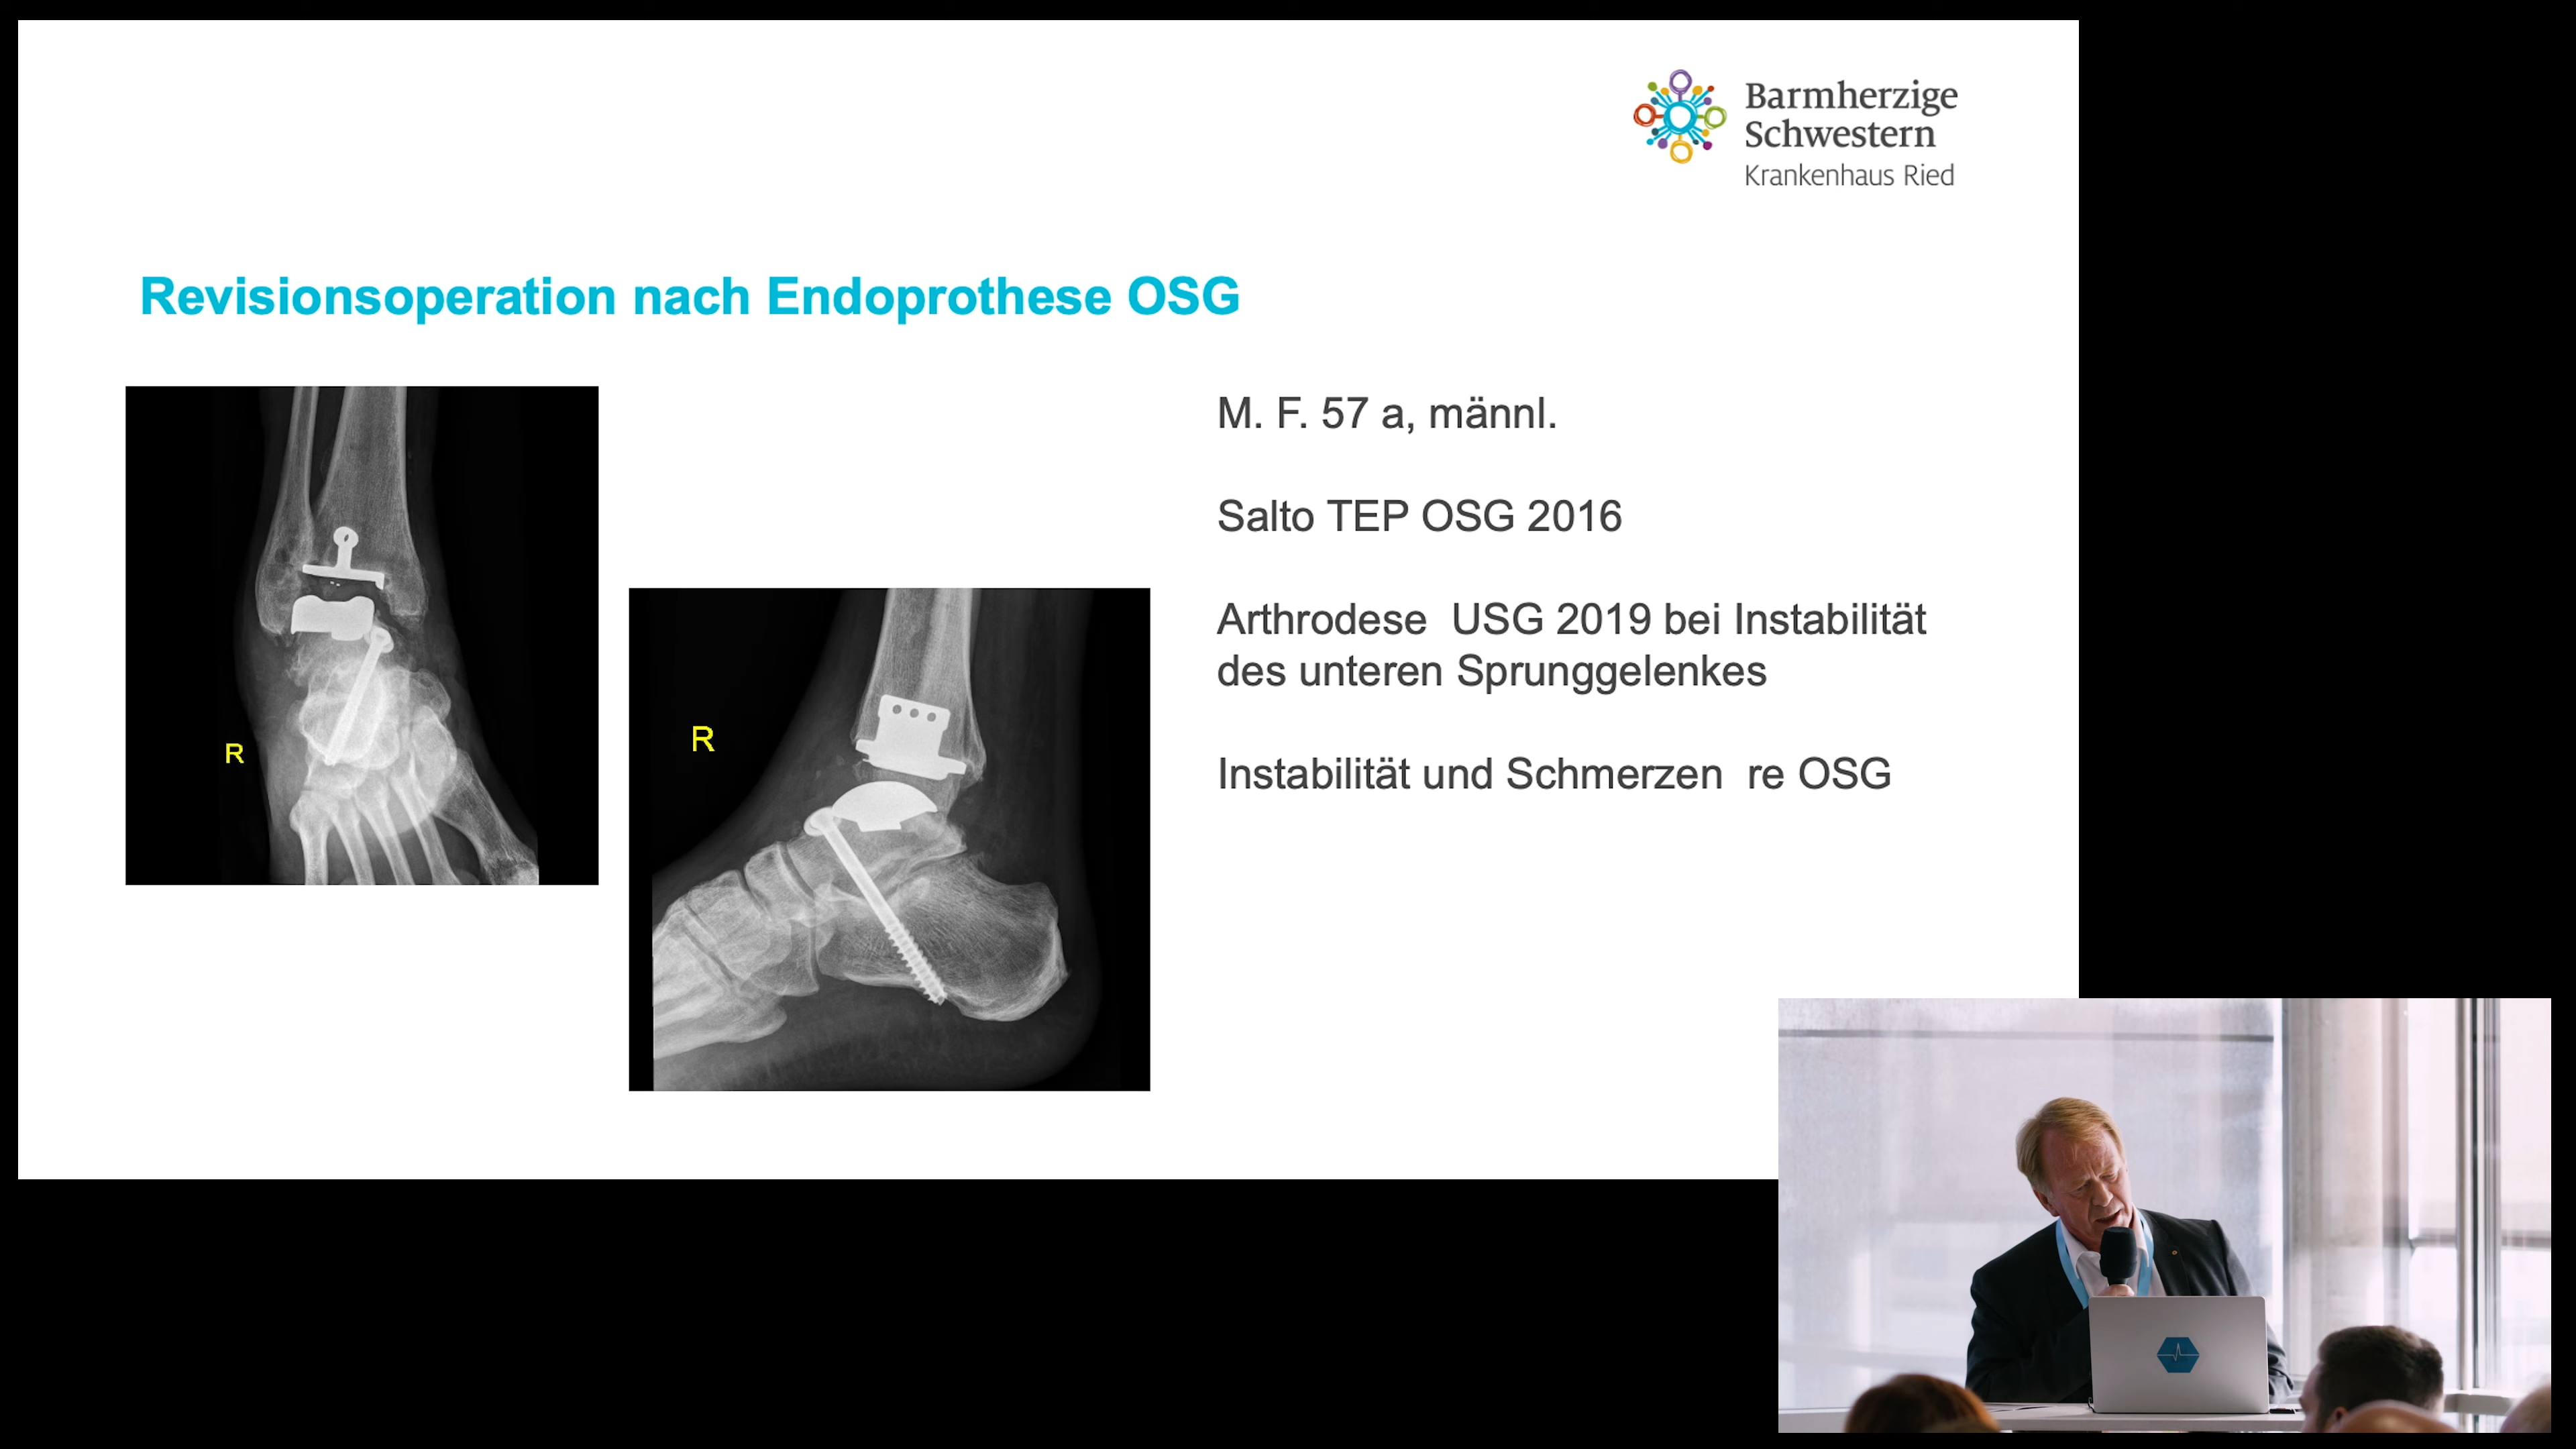 Barmherzige
Schwestern
Krankenhaus Ried
Revisionsoperation nach Endoprothese OSG
M. F. 57 a, männl.
Salto TEP OSG 2016
Arthrodese  USG 2019 bei Instabilität
des unteren Sprunggelenkes
Instabilität und Schmerzen  re OSG
R
R